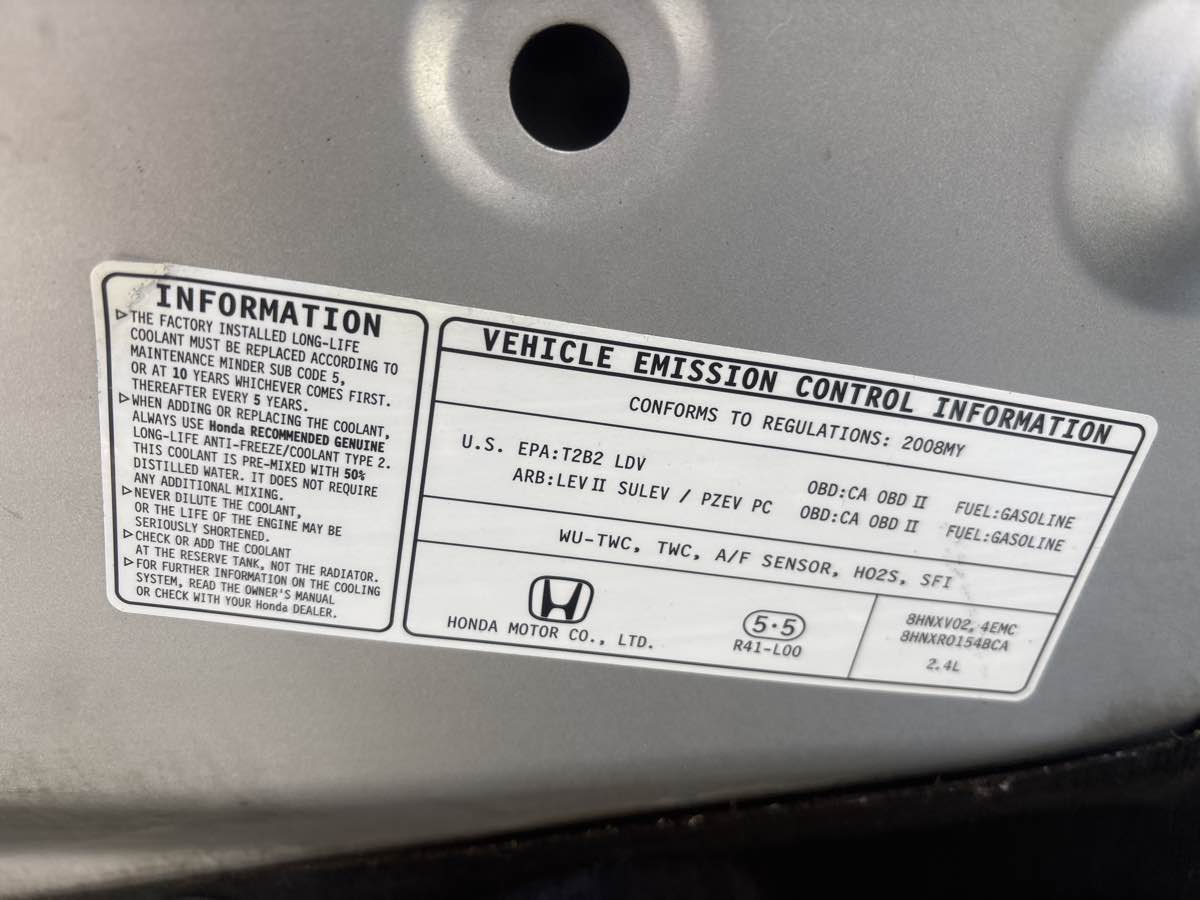 INFORMATION
▷THE FACTORY INSTALLED LONG-LIFE
COOLANT MUST BE REPLACED ACCORDING TO
MAINTENANCE MINDER SUB CODE 5,
OR AT 10 YEARS WHICHEVER COMES FIRST.
THEREAFTER EVERY 5 YEARS.
▷WHEN ADDING OR REPLACING THE COOLANT,
ALWAYS USE Honda RECOMMENDED GENUINE
LONG-LIFE ANTI-FREEZE/COOLANT TYPE 2.
THIS COOLANT IS PRE-MIXED WITH 50%
DISTILLED WATER. IT DOES NOT REQUIRE
ANY ADDITIONAL MIXING.
▷NEVER DILUTE THE COOLANT,
OR THE LIFE OF THE ENGINE MAY BE
SERIOUSLY SHORTENED.
▷CHECK OR ADD THE COOLANT
AT THE RESERVE TANK, NOT THE RADIATOR.
▷FOR FURTHER INFORMATION ON THE COOLING
SYSTEM, READ THE OWNER'S MANUAL
OR CHECK WITH YOUR Honda DEALER.
VEHICLE EMISSION CONTROL INFORMATION
CONFORMS TO REGULATIONS: 2008MY
U.S. EPA:T2B2 LDV OBD:CA OBD II FUEL:GASOLINE
ARB:LEV II SULEV / PZEV PC OBD:CA OBD II FUEL:GASOLINE
WU-TWC, TWC, A/F SENSOR, HO2S, SFI
HONDA MOTOR CO., LTD.
5·5
R41-L00
8HNXV02.4EMC
8HNXR0154BCA
2.4L